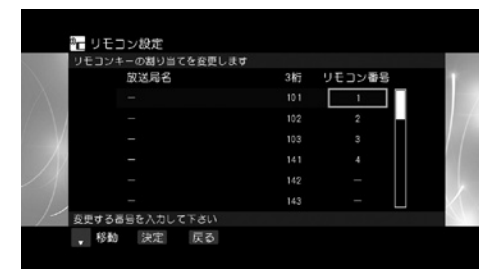 リモコン設定
リモコンキーの割り当てを変更します
放送局名 3桁 リモコン番号
— 101 1
— 102 2
— 103 3
— 141 4
— 142 —
— 143 —
変更する番号を入力して下さい
移動 決定 戻る